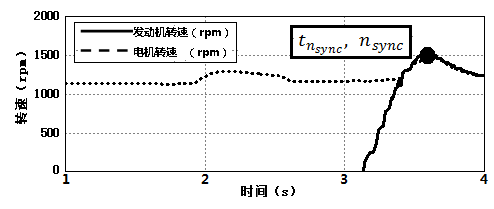 2000
1500
1000
500
0
转速（rpm）
发动机转速（rpm）
电机转速 （rpm）
t_{n_{sync}}, n_{sync}
1 2 3 4
时间（s）